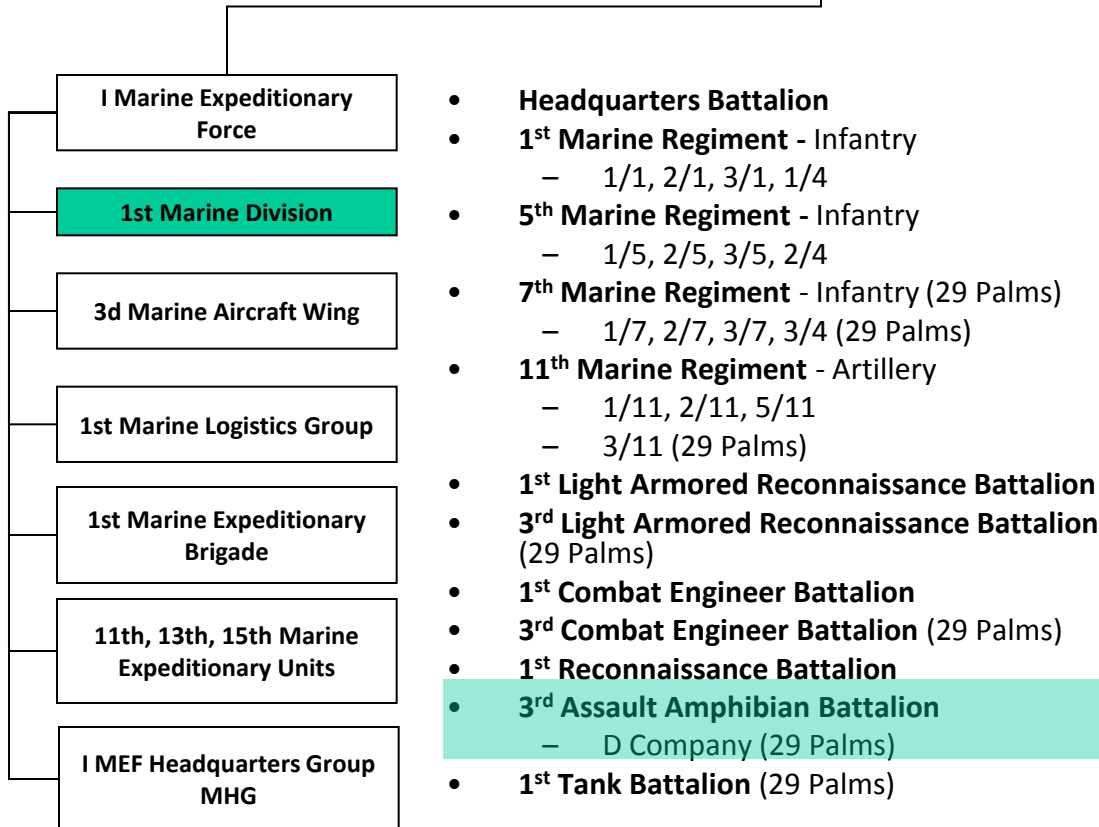 I Marine Expeditionary
Force
1st Marine Division
3d Marine Aircraft Wing
1st Marine Logistics Group
1st Marine Expeditionary
Brigade
11th, 13th, 15th Marine
Expeditionary Units
I MEF Headquarters Group
MHG
• Headquarters Battalion
• 1st Marine Regiment - Infantry
– 1/1, 2/1, 3/1, 1/4
• 5th Marine Regiment - Infantry
– 1/5, 2/5, 3/5, 2/4
• 7th Marine Regiment - Infantry (29 Palms)
– 1/7, 2/7, 3/7, 3/4 (29 Palms)
• 11th Marine Regiment - Artillery
– 1/11, 2/11, 5/11
– 3/11 (29 Palms)
• 1st Light Armored Reconnaissance Battalion
• 3rd Light Armored Reconnaissance Battalion
(29 Palms)
• 1st Combat Engineer Battalion
• 3rd Combat Engineer Battalion (29 Palms)
• 1st Reconnaissance Battalion
• 3rd Assault Amphibian Battalion
– D Company (29 Palms)
• 1st Tank Battalion (29 Palms)